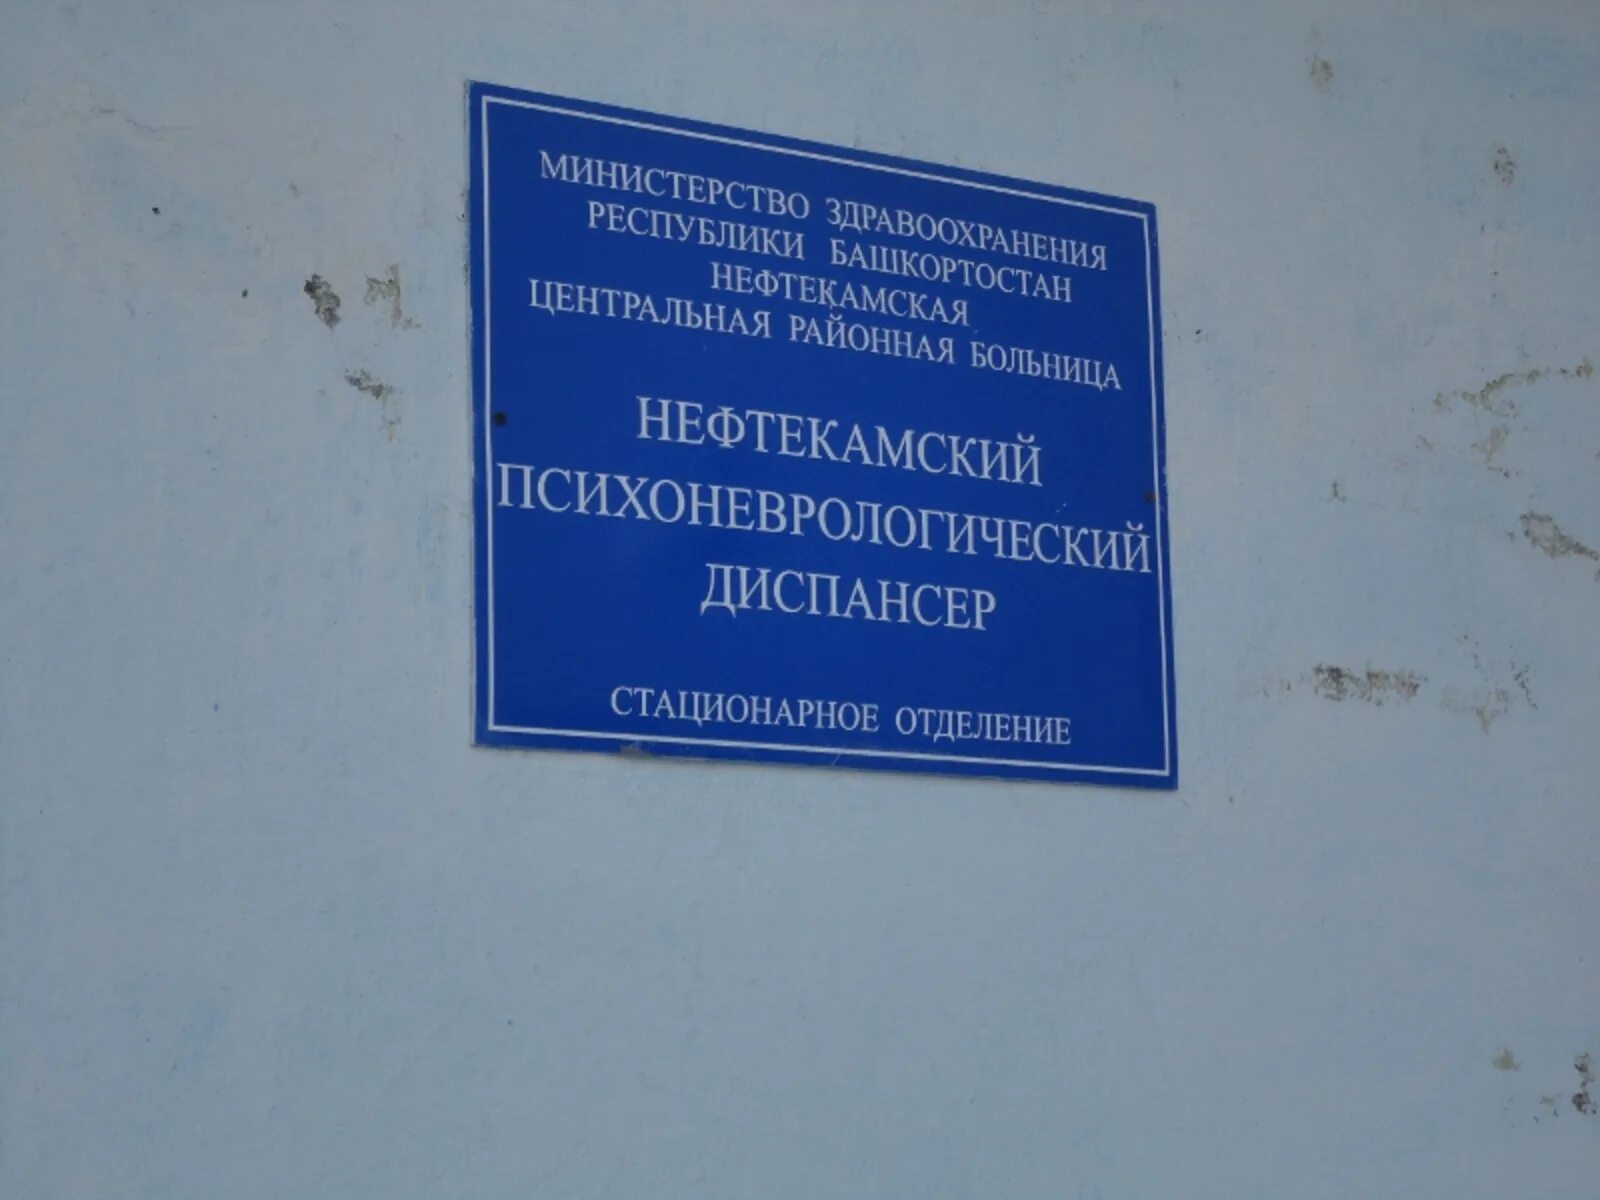 МИНИСТЕРСТВО ЗДРАВООХРАНЕНИЯ
РЕСПУБЛИКИ БАШКОРТОСТАН
НЕФТЕКАМСКАЯ
ЦЕНТРАЛЬНАЯ РАЙОННАЯ БОЛЬНИЦА
НЕФТЕКАМСКИЙ
ПСИХОНЕВРОЛОГИЧЕСКИЙ
ДИСПАНСЕР
СТАЦИОНАРНОЕ ОТДЕЛЕНИЕ